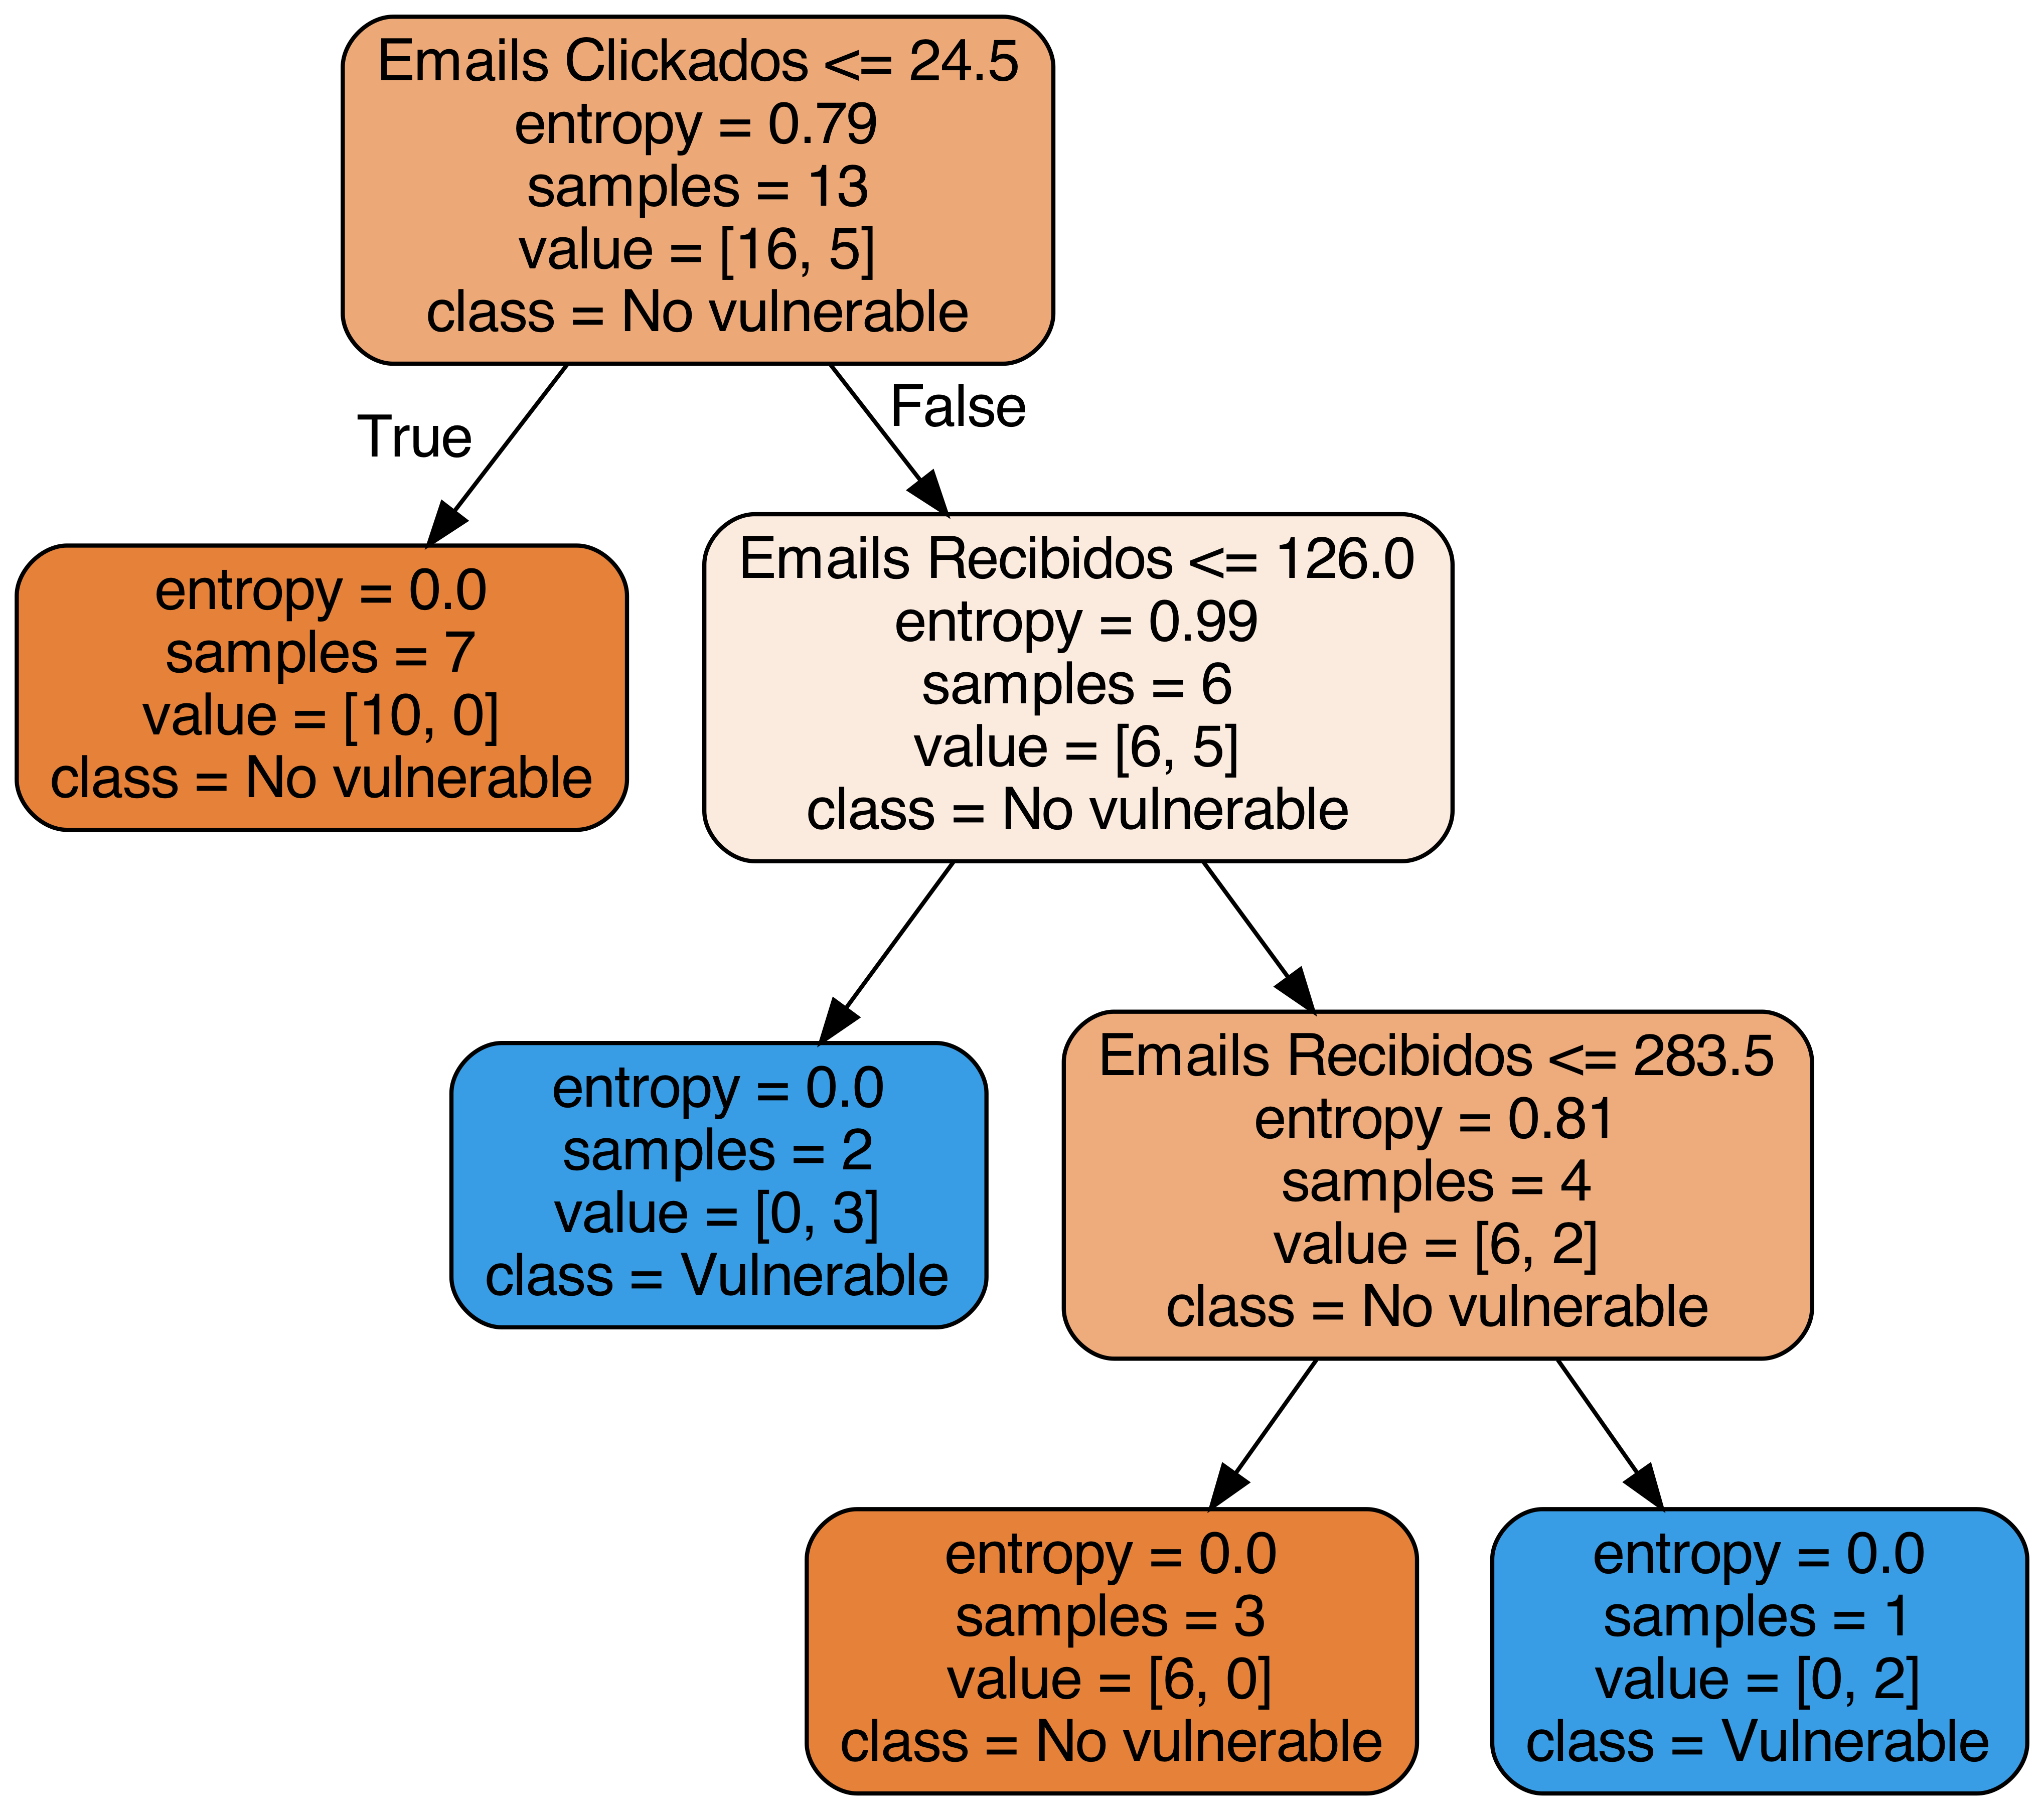 Emails Clickados <= 24.5
entropy = 0.79
samples = 13
value = [16, 5]
class = No vulnerable
True
False
entropy = 0.0
samples = 7
value = [10, 0]
class = No vulnerable
Emails Recibidos <= 126.0
entropy = 0.99
samples = 6
value = [6, 5]
class = No vulnerable
entropy = 0.0
samples = 2
value = [0, 3]
class = Vulnerable
Emails Recibidos <= 283.5
entropy = 0.81
samples = 4
value = [6, 2]
class = No vulnerable
entropy = 0.0
samples = 3
value = [6, 0]
class = No vulnerable
entropy = 0.0
samples = 1
value = [0, 2]
class = Vulnerable